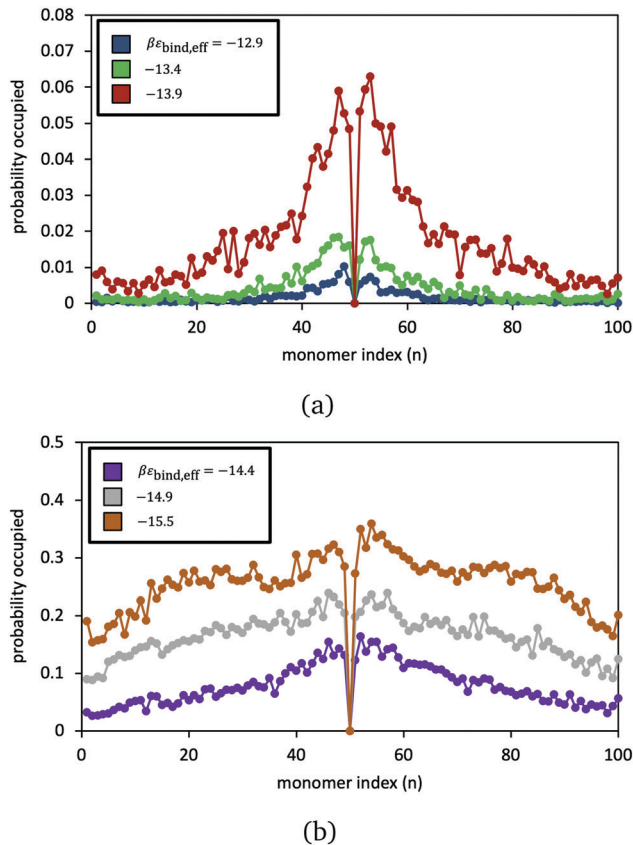 0.08
0.07
0.06
0.05
0.04
0.03
0.02
0.01
0
probability occupied
βε_bind,eff = −12.9
−13.4
−13.9
0 20 40 60 80 100
monomer index (n)
(a)
0.5
0.4
0.3
0.2
0.1
0
probability occupied
βε_bind,eff = −14.4
−14.9
−15.5
0 20 40 60 80 100
monomer index (n)
(b)